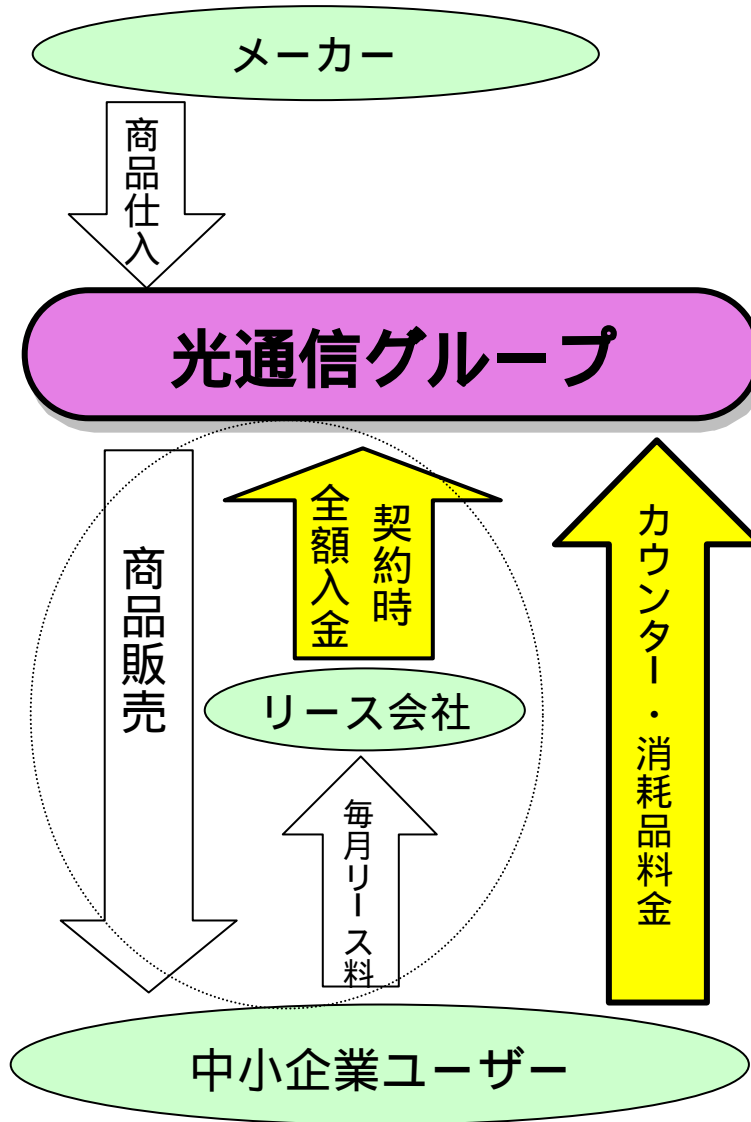 メーカー
商品仕入
光通信グループ
商品販売
契約時
全額入金
カウンター・消耗品料金
リース会社
毎月リース料
中小企業ユーザー